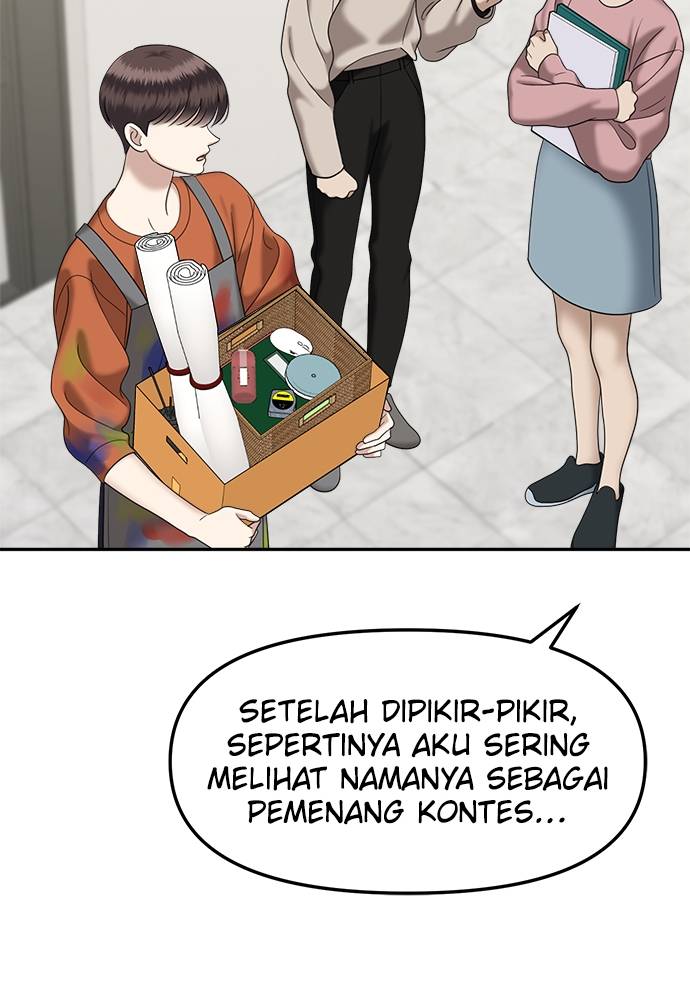 SETELAH DIPIKIR-PIKIR,
SEPERTINYA AKU SERING
MELIHAT NAMANYA SEBAGAI
PEMENANG KONTES...